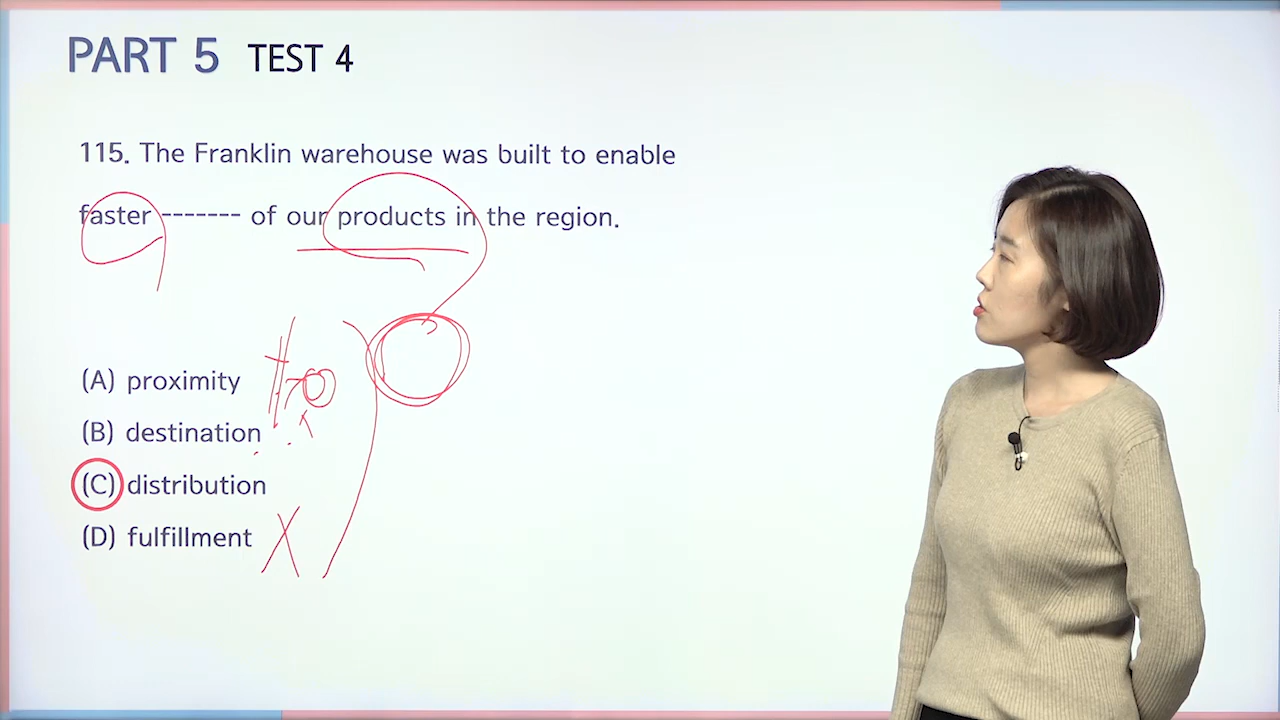 PART 5 TEST 4
115. The Franklin warehouse was built to enable
faster ------- of our products in the region.
(A) proximity
(B) destination
(C) distribution
(D) fulfillment